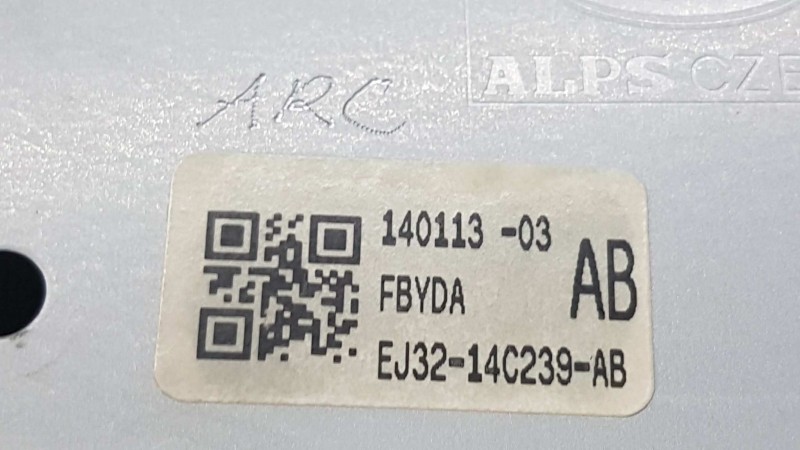 ALPS CZE
ARC
140113 -03
FBYDA
AB
EJ32-14C239-AB